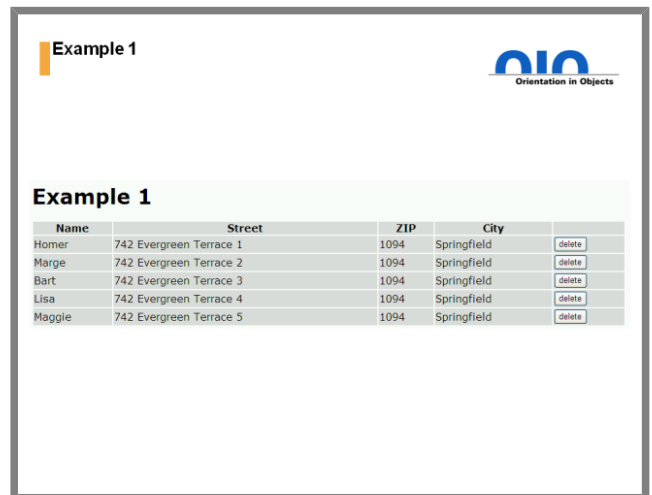 Example 1
OIO
Orientation in Objects
Example 1
Name Street ZIP City
Homer 742 Evergreen Terrace 1 1094 Springfield delete
Marge 742 Evergreen Terrace 2 1094 Springfield delete
Bart 742 Evergreen Terrace 3 1094 Springfield delete
Lisa 742 Evergreen Terrace 4 1094 Springfield delete
Maggie 742 Evergreen Terrace 5 1094 Springfield delete